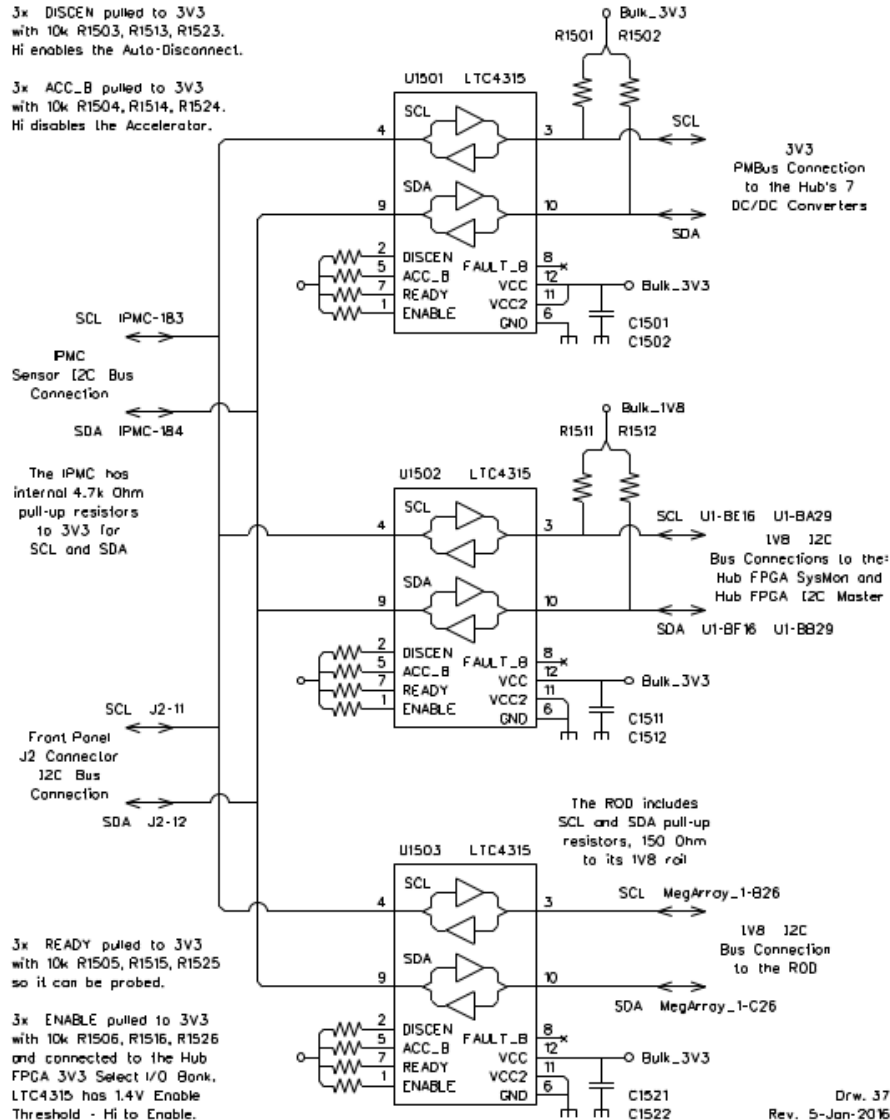 3x DISCEN pulled to 3V3
with 10k R1503, R1513, R1523.
Hi enables the Auto-Disconnect.
3x ACC_B pulled to 3V3
with 10k R1504, R1514, R1524.
Hi disables the Accelerator.
Bulk_3V3
R1501 R1502
U1501 LTC4315
SCL
4
3
SCL
SDA
9
10
SDA
3V3
PMBus Connection
to the Hub's 7
DC/DC Converters
2 DISCEN
5 ACC_B
7 READY
1 ENABLE
FAULT_B 8
VCC 12
VCC2 11
GND 6
Bulk_3V3
C1501
C1502
SCL IPMC-183
IPMC
Sensor I2C Bus
Connection
SDA IPMC-184
The IPMC has
internal 4.7k Ohm
pull-up resistors
to 3V3 for
SCL and SDA
Bulk_1V8
R1511 R1512
U1502 LTC4315
SCL
4
3
SDA
9
10
SCL U1-BE16 U1-BA29
1V8 I2C
Bus Connections to the:
Hub FPGA SysMon and
Hub FPGA I2C Master
SDA U1-BF16 U1-BB29
2 DISCEN
5 ACC_B
7 READY
1 ENABLE
FAULT_B 8
VCC 12
VCC2 11
GND 6
Bulk_3V3
C1511
C1512
SCL J2-11
Front Panel
J2 Connector
I2C Bus
Connection
SDA J2-12
The ROD includes
SCL and SDA pull-up
resistors, 150 Ohm
to its 1V8 rail
U1503 LTC4315
SCL
4
3
SDA
9
10
SCL MegArray_1-B26
1V8 I2C
Bus Connection
to the ROD
SDA MegArray_1-C26
2 DISCEN
5 ACC_B
7 READY
1 ENABLE
FAULT_B 8
VCC 12
VCC2 11
GND 6
Bulk_3V3
C1521
C1522
3x READY pulled to 3V3
with 10k R1505, R1515, R1525
so it can be probed.
3x ENABLE pulled to 3V3
with 10k R1506, R1516, R1526
and connected to the Hub
FPGA 3V3 Select I/O Bank,
LTC4315 has 1.4V Enable
Threshold - Hi to Enable.
Drw. 37
Rev. 5-Jan-2016